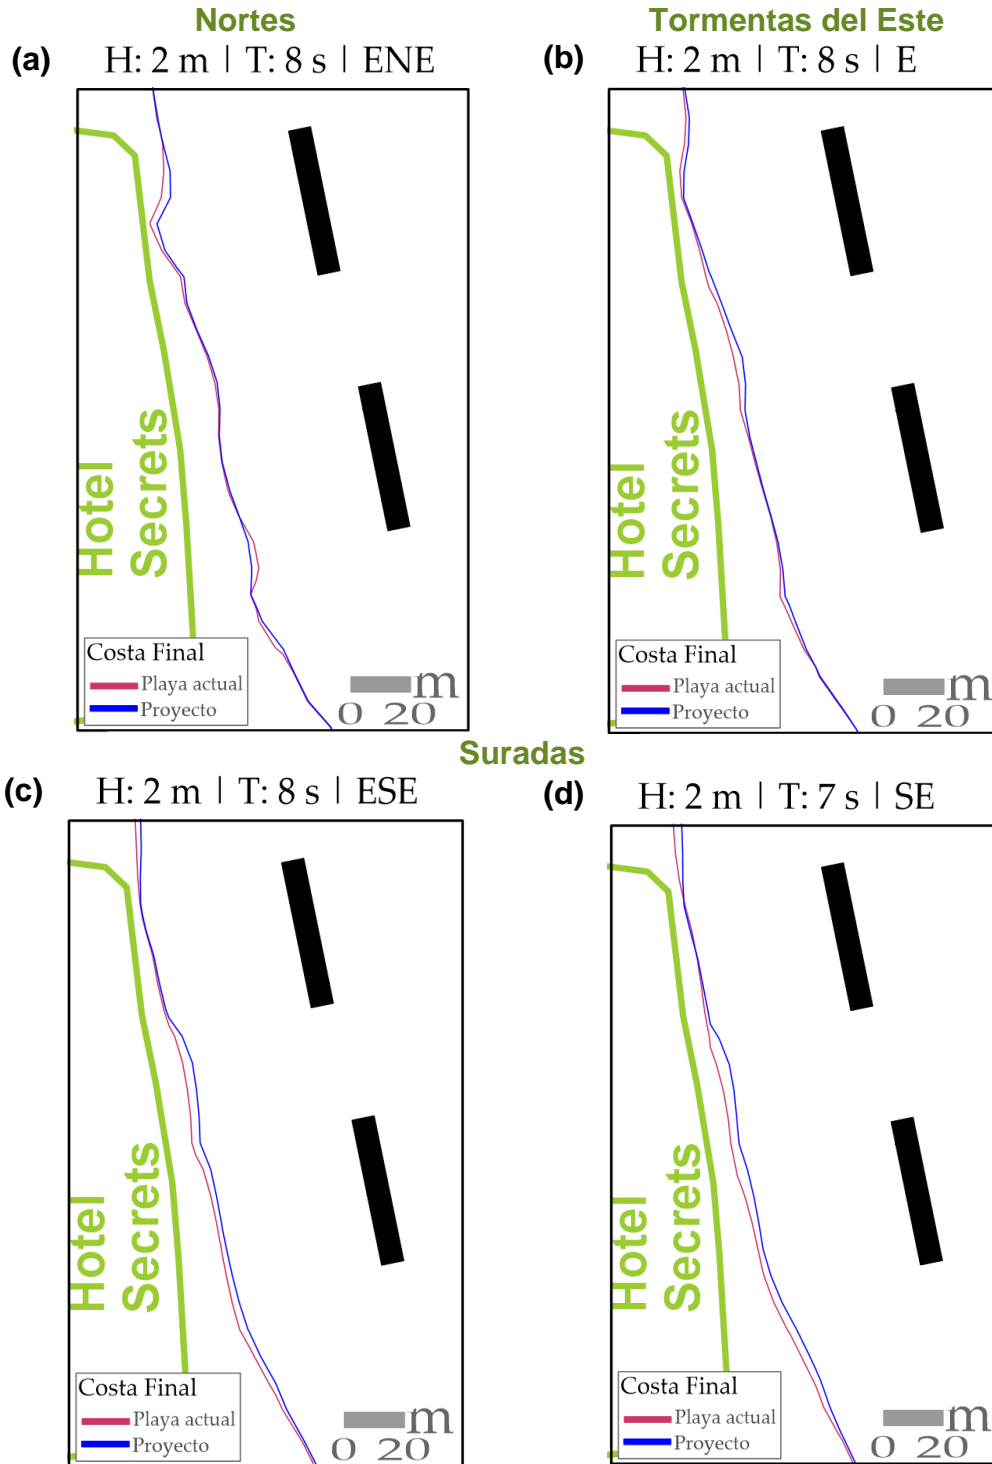 Nortes
Tormentas del Este
(a) H: 2 m | T: 8 s | ENE
(b) H: 2 m | T: 8 s | E
Hotel
Secrets
Costa Final
Playa actual
Proyecto
m
0 20
Hotel
Secrets
Costa Final
Playa actual
Proyecto
m
0 20
Suradas
(c) H: 2 m | T: 8 s | ESE
(d) H: 2 m | T: 7 s | SE
Hotel
Secrets
Costa Final
Playa actual
Proyecto
m
0 20
Hotel
Secrets
Costa Final
Playa actual
Proyecto
m
0 20